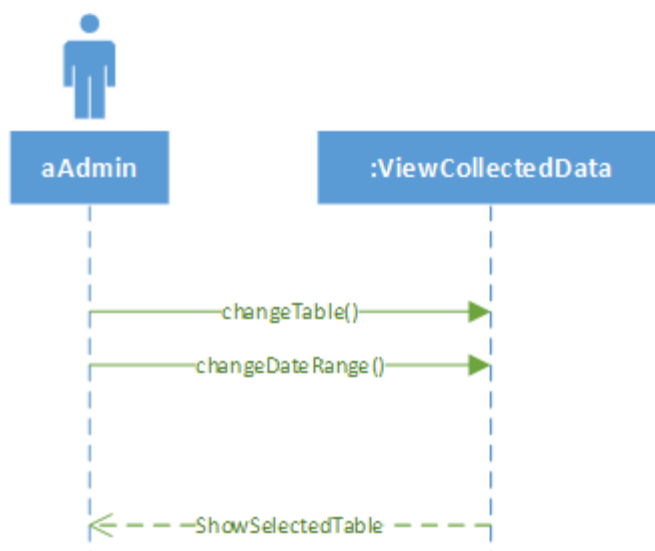 aAdmin
:ViewCollectedData
changeTable()
changeDateRange()
ShowSelectedTable